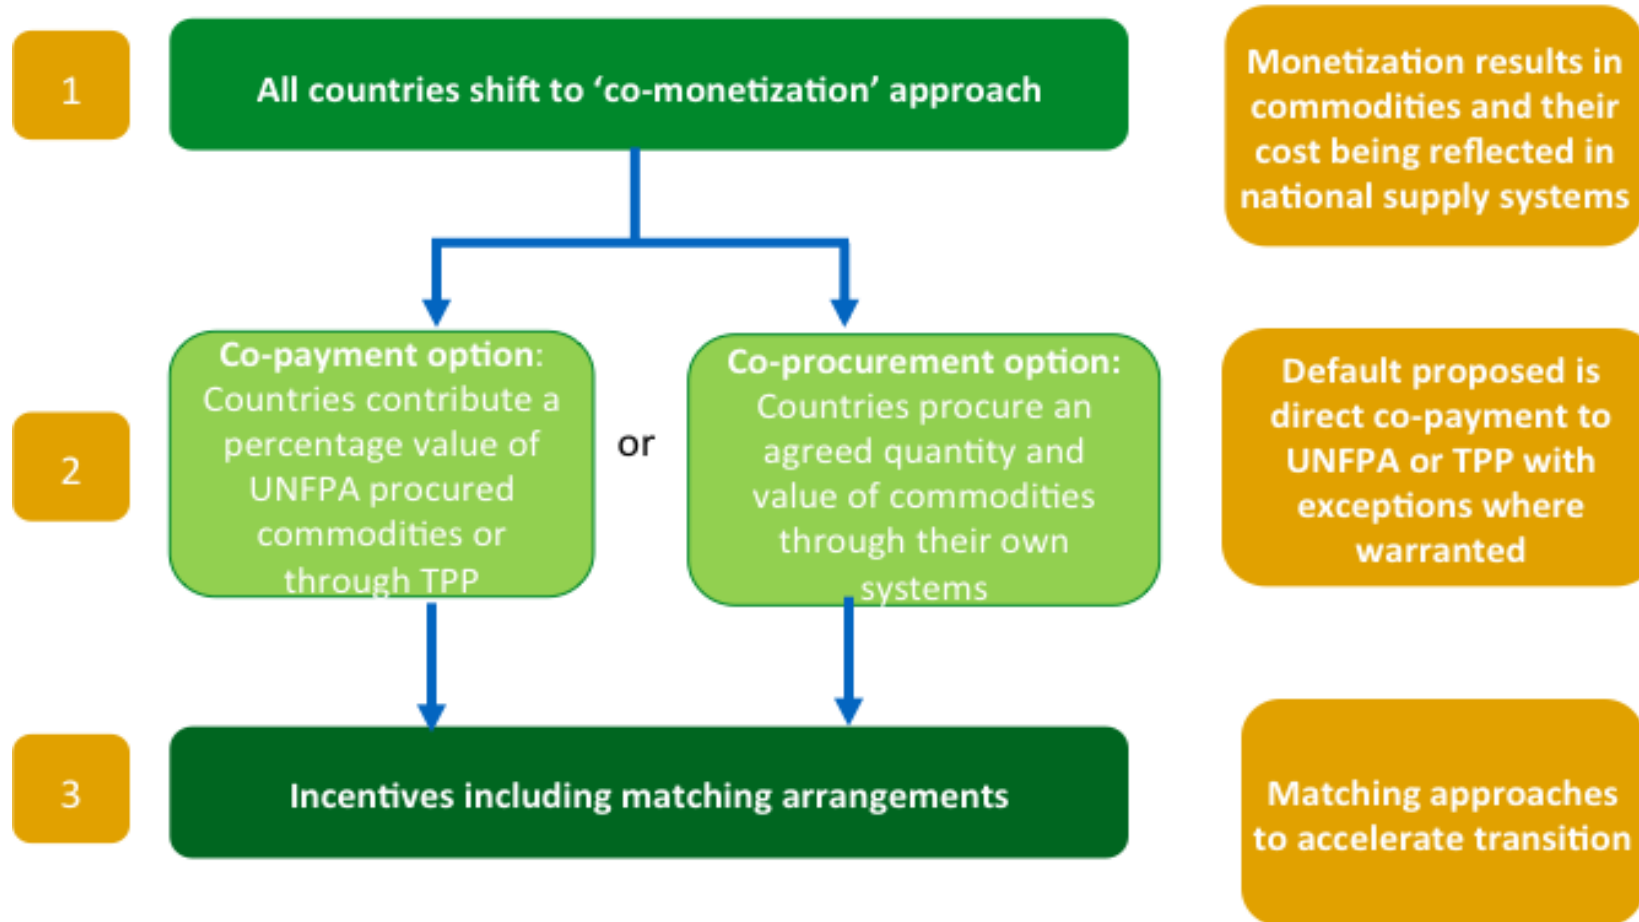 1
All countries shift to ‘co-monetization’ approach
Monetization results in
commodities and their
cost being reflected in
national supply systems
2
Co-payment option:
Countries contribute a
percentage value of
UNFPA procured
commodities or
through TPP
or
Co-procurement option:
Countries procure an
agreed quantity and
value of commodities
through their own
systems
Default proposed is
direct co-payment to
UNFPA or TPP with
exceptions where
warranted
3
Incentives including matching arrangements
Matching approaches
to accelerate transition